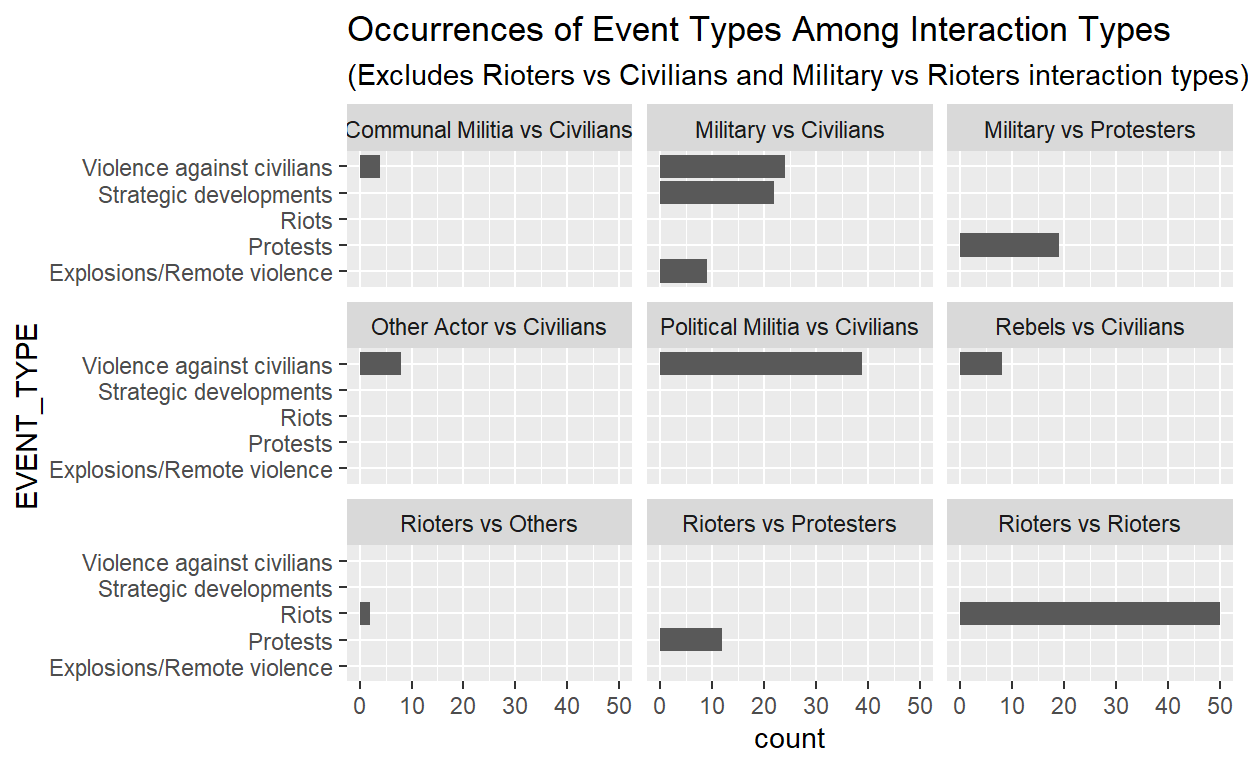 Occurrences of Event Types Among Interaction Types
(Excludes Rioters vs Civilians and Military vs Rioters interaction types)
Communal Militia vs Civilians
Military vs Civilians
Military vs Protesters
Violence against civilians
Strategic developments
Riots
Protests
Explosions/Remote violence
Other Actor vs Civilians
Political Militia vs Civilians
Rebels vs Civilians
Violence against civilians
Strategic developments
Riots
Protests
Explosions/Remote violence
EVENT_TYPE
Rioters vs Others
Rioters vs Protesters
Rioters vs Rioters
Violence against civilians
Strategic developments
Riots
Protests
Explosions/Remote violence
0 10 20 30 40 50
0 10 20 30 40 50
0 10 20 30 40 50
count